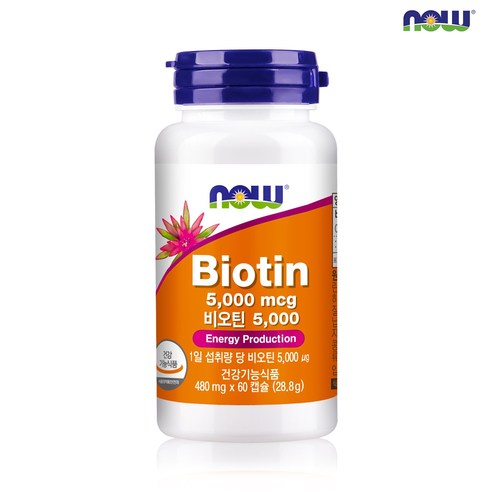 now®
now®
Biotin
5,000 mcg
비오틴 5,000
Energy Production
1일 섭취량 당 비오틴 5,000 μg
건강기능식품
480 mg x 60 캡슐 (28.8g)
건강
기능식품